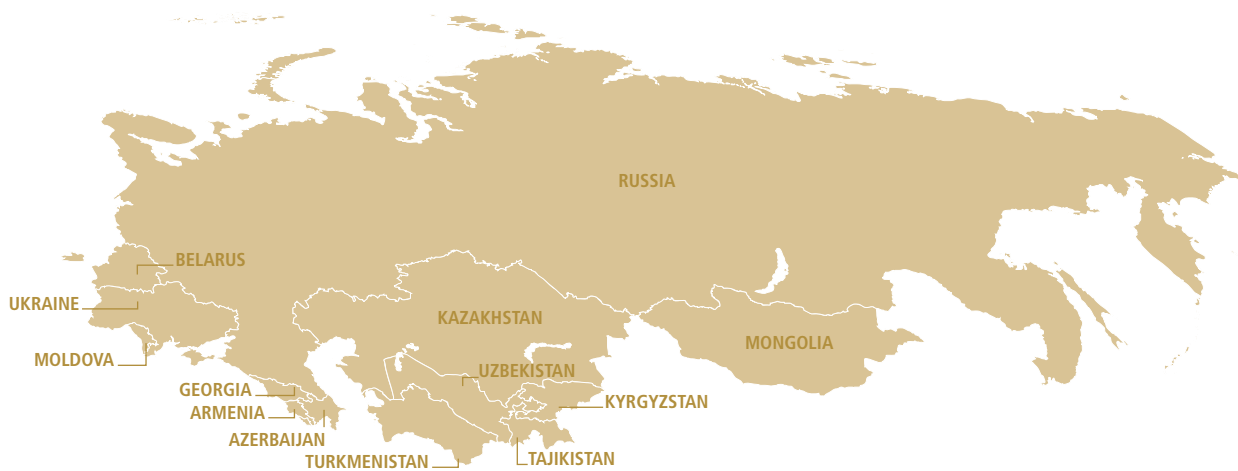 RUSSIA
BELARUS
UKRAINE
KAZAKHSTAN
MONGOLIA
MOLDOVA
UZBEKISTAN
GEORGIA
KYRGYZSTAN
ARMENIA
AZERBAIJAN
TURKMENISTAN
TAJIKISTAN